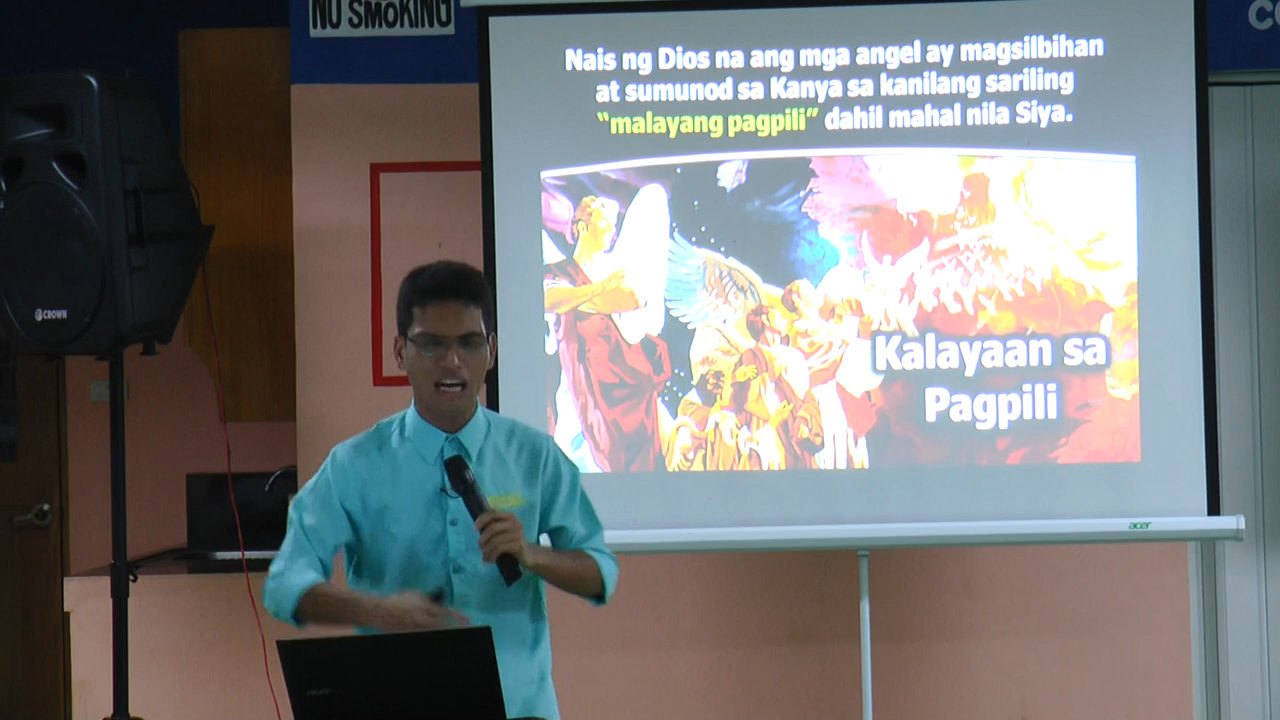 NO SMOKING
Nais ng Dios na ang mga angel ay magsilbihan
at sumunod sa Kanya sa kanilang sariling
“malayang pagpili” dahil mahal nila Siya.
Kalayaan sa
Pagpili
CROWN
acer
acer